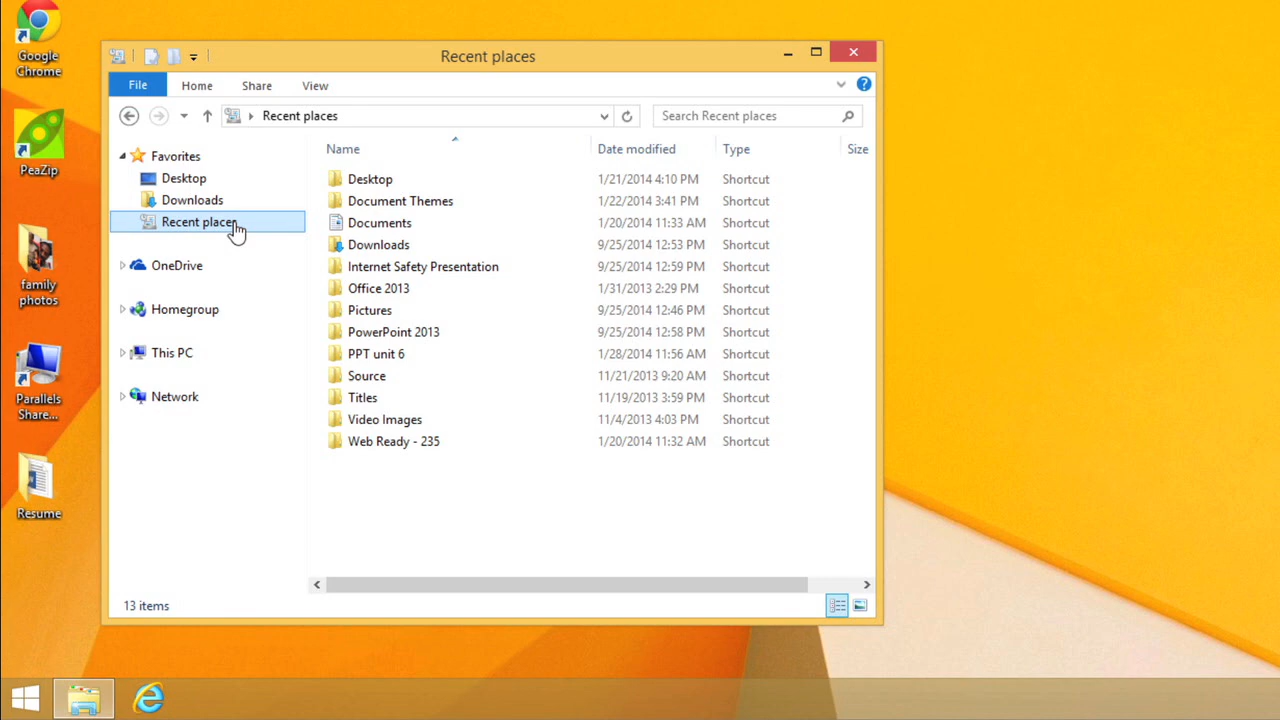 Google
Chrome
PeaZip
family
photos
Parallels
Share...
Resume
Recent places
File Home Share View
Recent places
Search Recent places
Favorites
Desktop
Downloads
Recent places
OneDrive
Homegroup
This PC
Network
Name Date modified Type Size
Desktop 1/21/2014 4:10 PM Shortcut
Document Themes 1/22/2014 3:41 PM Shortcut
Documents 1/20/2014 11:33 AM Shortcut
Downloads 9/25/2014 12:53 PM Shortcut
Internet Safety Presentation 9/25/2014 12:59 PM Shortcut
Office 2013 1/31/2013 2:29 PM Shortcut
Pictures 9/25/2014 12:46 PM Shortcut
PowerPoint 2013 9/25/2014 12:58 PM Shortcut
PPT unit 6 1/28/2014 11:56 AM Shortcut
Source 11/21/2013 9:20 AM Shortcut
Titles 11/19/2013 3:59 PM Shortcut
Video Images 11/4/2013 4:03 PM Shortcut
Web Ready - 235 1/20/2014 11:32 AM Shortcut
13 items